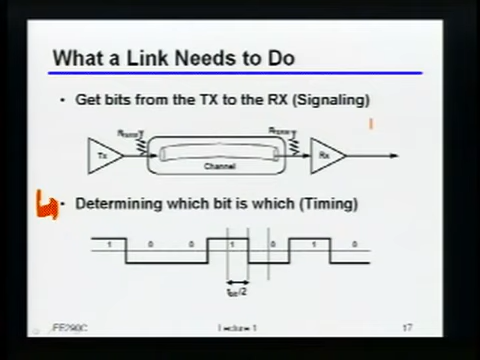 What a Link Needs to Do
• Get bits from the TX to the RX (Signaling)
Tx
Channel
Rx
• Determining which bit is which (Timing)
1 0 0 1 0 1 0
EE290C
Lecture 1
17